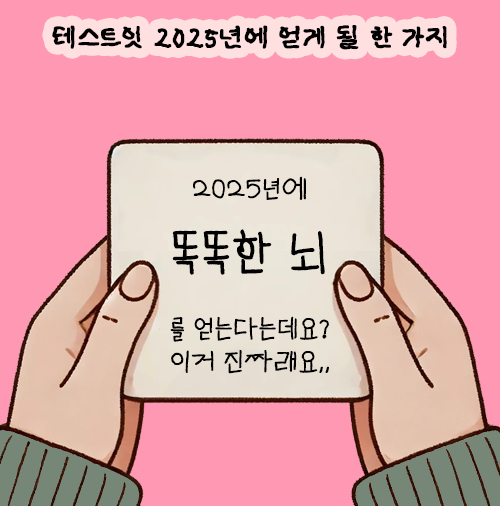 테스트잇 2025년에 얻게 될 한 가지
2025년에
똑똑한 뇌
를 얻는다는데요?
이거 진짜래요,,